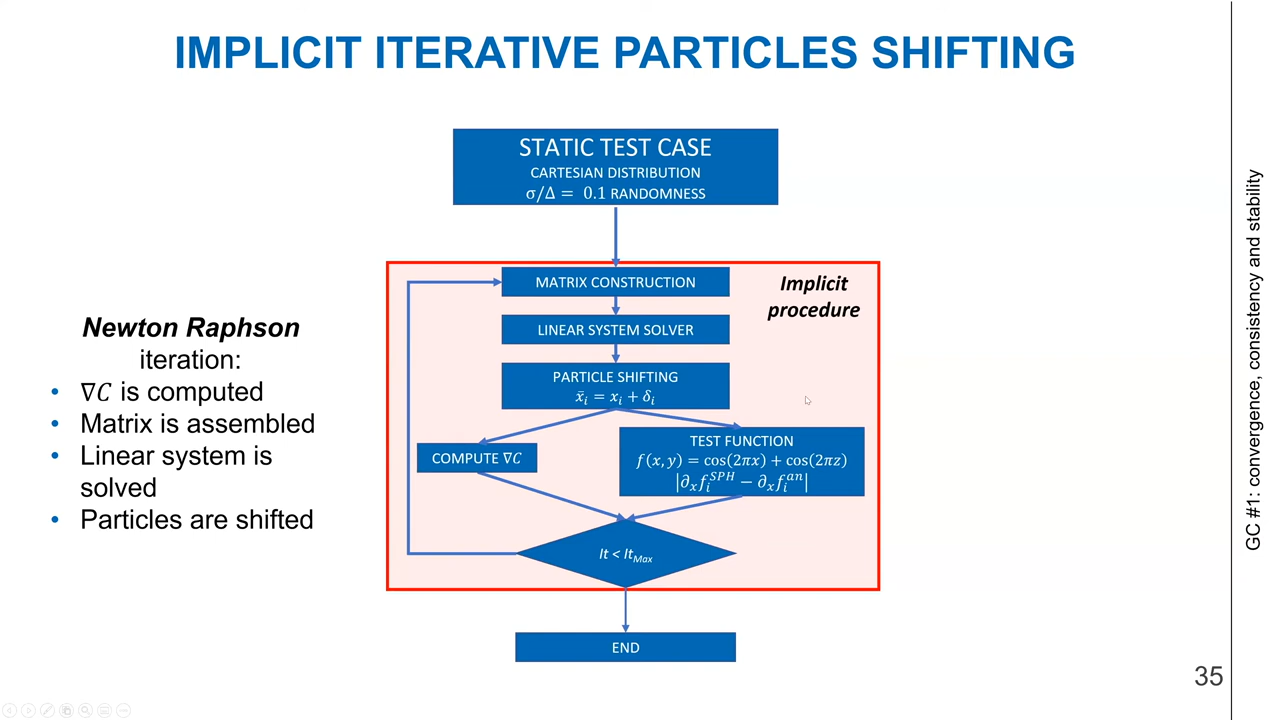 IMPLICIT ITERATIVE PARTICLES SHIFTING
STATIC TEST CASE
CARTESIAN DISTRIBUTION
σ/Δ = 0.1 RANDOMNESS
Implicit
procedure
MATRIX CONSTRUCTION
LINEAR SYSTEM SOLVER
PARTICLE SHIFTING
x̄ᵢ = xᵢ + δᵢ
COMPUTE ∇C
TEST FUNCTION
f(x, y) = cos(2πx) + cos(2πz)
|∂ₓfᵢ^SPH − ∂ₓfᵢ^an|
It < It_Max
END
Newton Raphson
iteration:
• ∇C is computed
• Matrix is assembled
• Linear system is
solved
• Particles are shifted
GC #1: convergence, consistency and stability
35